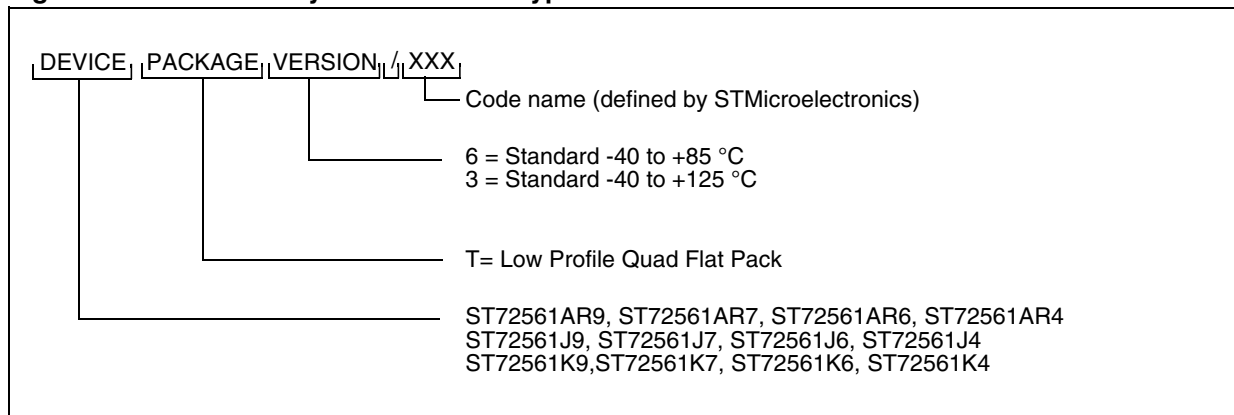 DEVICE PACKAGE VERSION / XXX
Code name (defined by STMicroelectronics)
6 = Standard -40 to +85 °C
3 = Standard -40 to +125 °C
T= Low Profile Quad Flat Pack
ST72561AR9, ST72561AR7, ST72561AR6, ST72561AR4
ST72561J9, ST72561J7, ST72561J6, ST72561J4
ST72561K9,ST72561K7, ST72561K6, ST72561K4